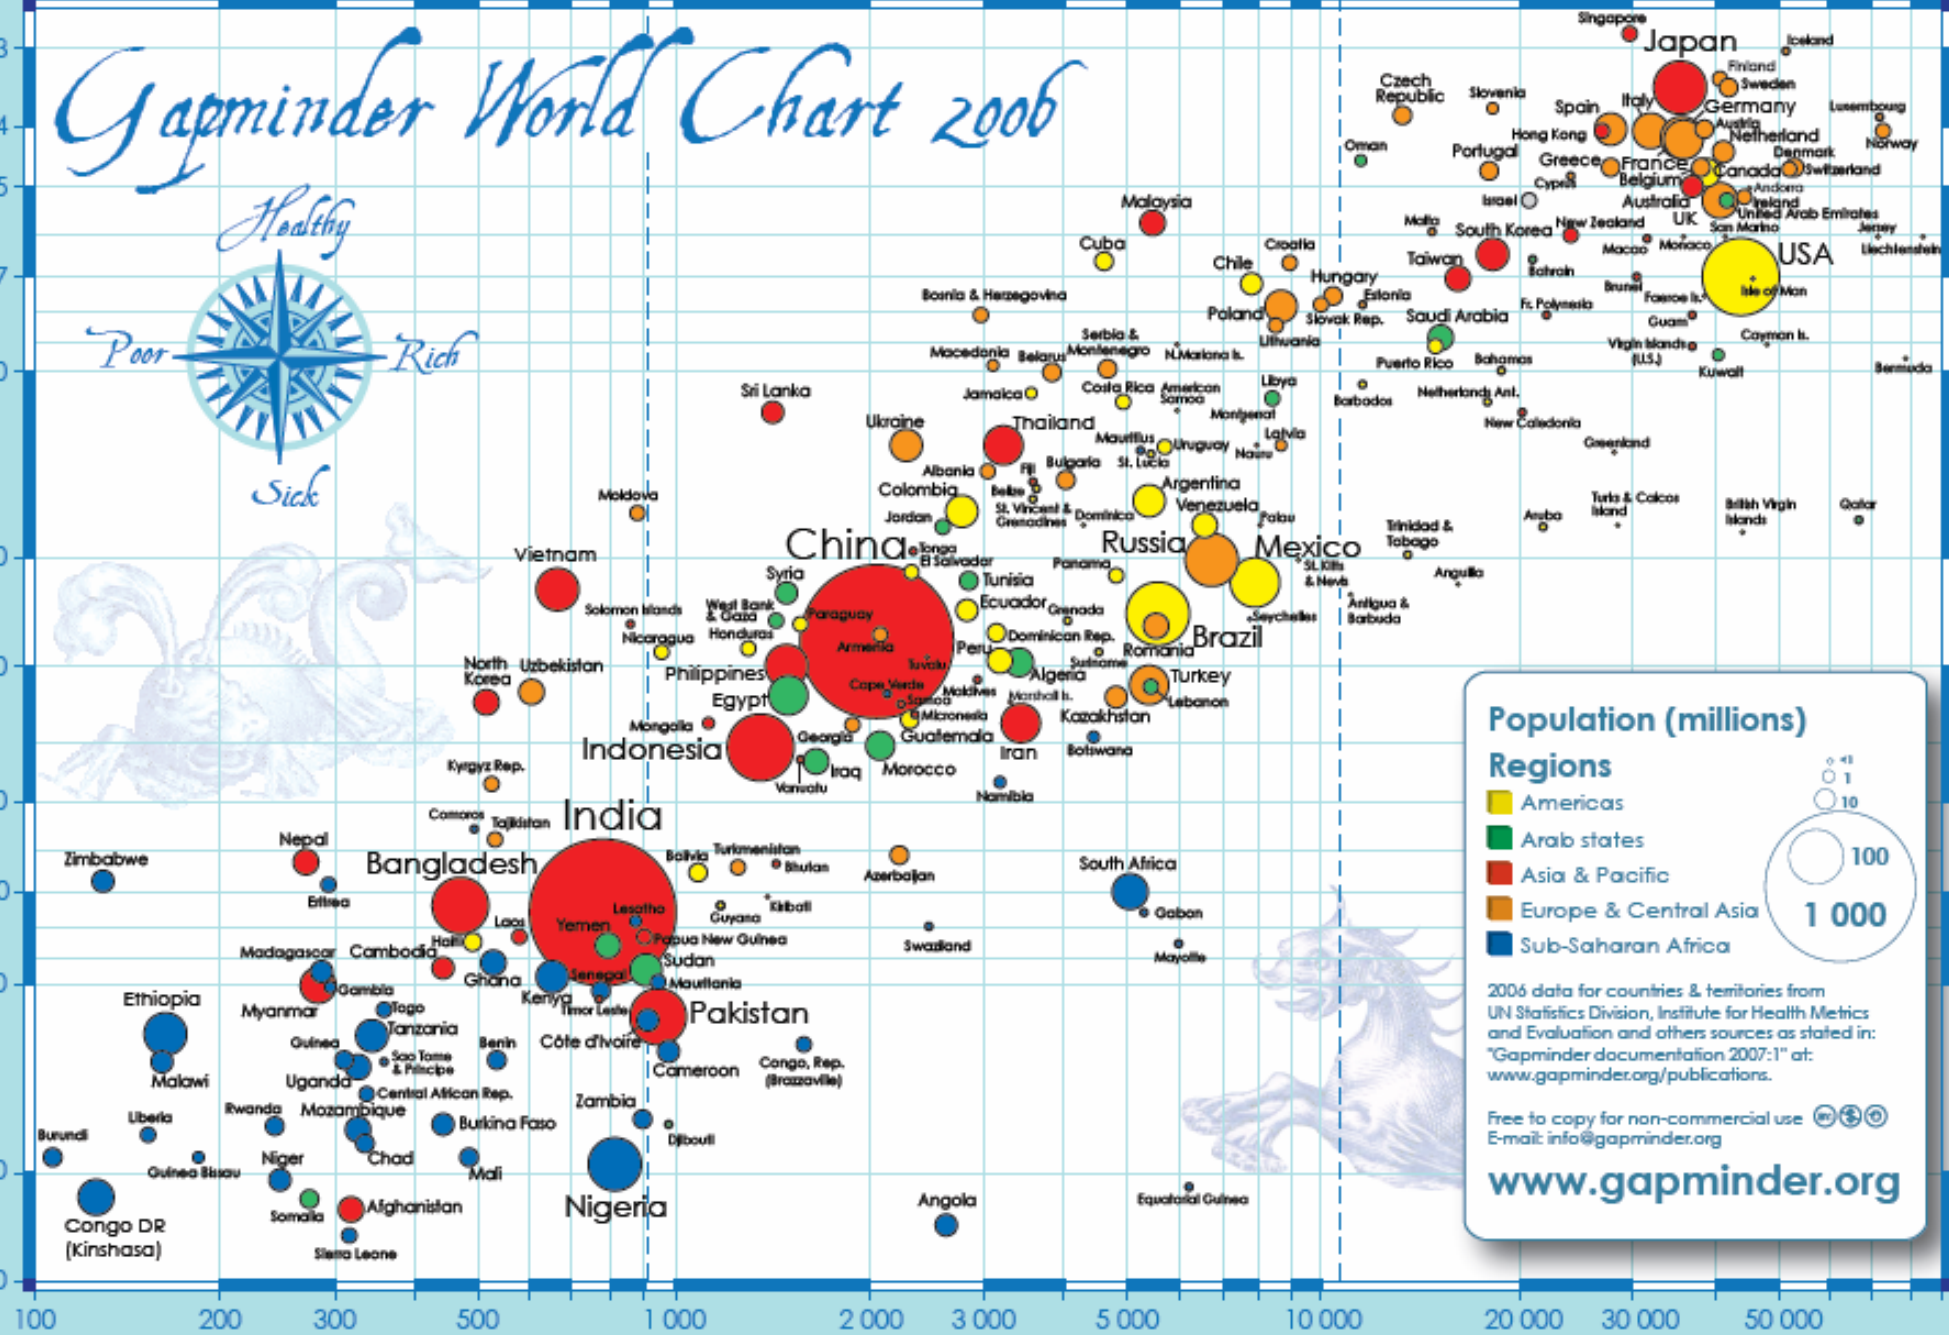 Gapminder World Chart 2006
Healthy
Poor
Rich
Sick
3
4
5
7
0
0
0
0
0
0
0
0
Singapore
Japan
Iceland
Finland
Sweden
Czech
Republic
Slovenia
Spain
Italy
Germany
Luxembourg
Hong Kong
Austria
Netherland
Norway
Oman
Portugal
Greece
France
Denmark
Canada
Switzerland
Cyprus
Belgium
Andorra
Israel
Australia
Ireland
UK
United Arab Emirates
Malaysia
Malta
New Zealand
San Marino
Jersey
South Korea
Macao
Monaco
Liechtenstein
Cuba
Croatia
USA
Chile
Taiwan
Bahrain
Hungary
Brunei
Isle of Man
Bosnia & Herzegovina
Estonia
Fr. Polynesia
Faeroe Is.
Poland
Slovak Rep.
Saudi Arabia
Guam
Serbia &
Montenegro
Lithuania
Cayman Is.
Macedonia
Belarus
N.Mariana Is.
Virgin Islands
(U.S.)
Puerto Rico
Bahamas
Kuwait
Bermuda
Sri Lanka
Jamaica
Costa Rica
American
Samoa
Libya
Barbados
Netherlands Ant.
Montserrat
New Caledonia
Ukraine
Thailand
Mauritius
Uruguay
Latvia
Greenland
Nauru
St. Lucia
Albania
Fiji
Bulgaria
Belize
Colombia
Argentina
Moldova
St. Vincent &
Grenadines
Venezuela
Turks & Caicos
Island
British Virgin
Islands
Qatar
Jordan
Dominica
Palau
Trinidad &
Tobago
Aruba
China
Tonga
Russia
Mexico
Vietnam
El Salvador
Panama
St. Kitts
& Nevis
Syria
Tunisia
Anguilla
Solomon Islands
West Bank
& Gaza
Paraguay
Ecuador
Grenada
Antigua &
Barbuda
Seychelles
Nicaragua
Honduras
Dominican Rep.
Brazil
Armenia
Peru
Romania
North
Korea
Uzbekistan
Philippines
Tuvalu
Suriname
Algeria
Turkey
Cape Verde
Maldives
Marshall Is.
Egypt
Samoa
Lebanon
Mongolia
Micronesia
Kazakhstan
Georgia
Guatemala
Indonesia
Iran
Botswana
Iraq
Morocco
Kyrgyz Rep.
Vanuatu
Namibia
Comoros
Tajikistan
India
Nepal
Zimbabwe
Bangladesh
Bolivia
Turkmenistan
Bhutan
Azerbaijan
South Africa
Eritrea
Lesotho
Kiribati
Guyana
Gabon
Laos
Yemen
Haiti
Papua New Guinea
Swaziland
Madagascar
Cambodia
Mayotte
Sudan
Ghana
Senegal
Mauritania
Gambia
Kenya
Ethiopia
Myanmar
Togo
Timor Leste
Pakistan
Tanzania
Guinea
Benin
Côte d'Ivoire
Sao Tome
& Principe
Congo, Rep.
(Brazzaville)
Malawi
Uganda
Cameroon
Central African Rep.
Rwanda
Mozambique
Zambia
Liberia
Burkina Faso
Burundi
Djibouti
Guinea Bissau
Niger
Chad
Mali
Somalia
Afghanistan
Nigeria
Angola
Equatorial Guinea
Congo DR
(Kinshasa)
Sierra Leone
Population (millions)
Regions
Americas
Arab states
Asia & Pacific
Europe & Central Asia
Sub-Saharan Africa
<1
1
10
100
1 000
2006 data for countries & territories from
UN Statistics Division, Institute for Health Metrics
and Evaluation and others sources as stated in:
"Gapminder documentation 2007:1" at:
www.gapminder.org/publications.
Free to copy for non-commercial use
E-mail: info@gapminder.org
www.gapminder.org
100 200 300 500 1 000 2 000 3 000 5 000 10 000 20 000 30 000 50 000